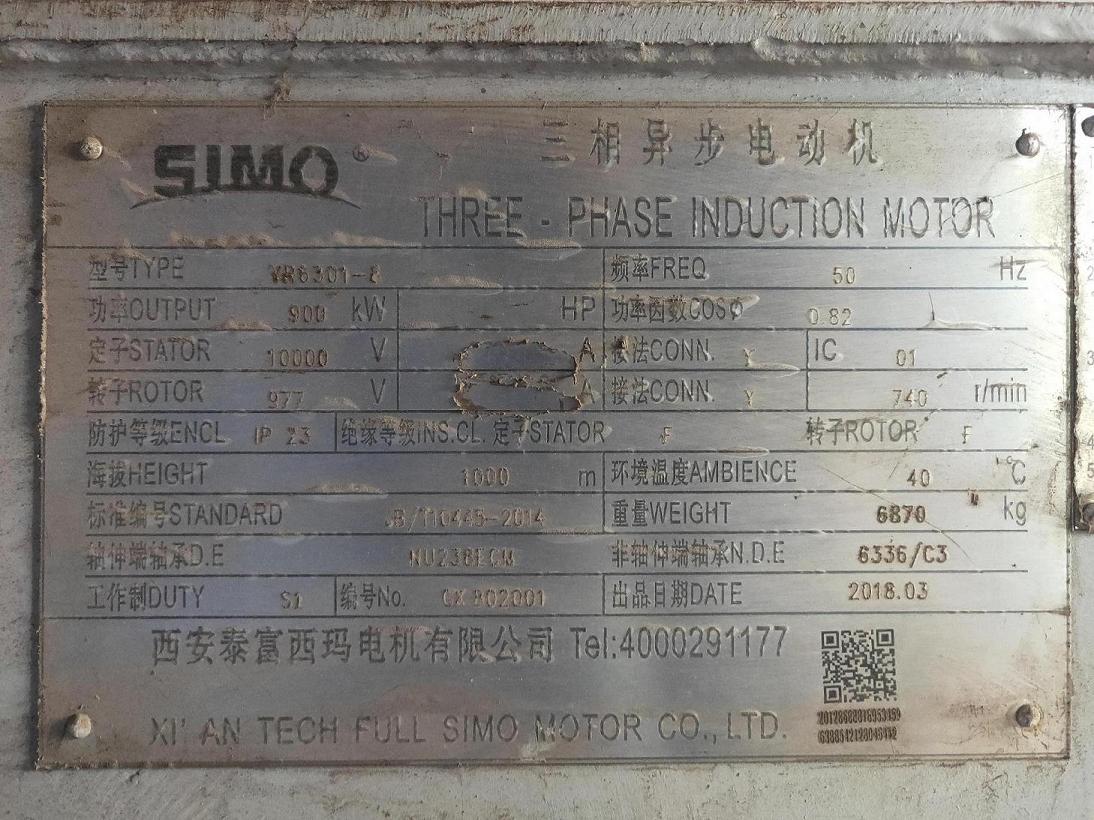 SIMO®
三相异步电动机
THREE - PHASE INDUCTION MOTOR
型号TYPE YR6301-8 频率FREQ 50 Hz
功率OUTPUT 900 kW HP 功率因数COSΦ 0.82
定子STATOR 10000 V A 接法CONN. Y IC 01
转子ROTOR 977 V A 接法CONN. Y 740 r/min
防护等级ENCL IP 23 绝缘等级INS.CL. 定子STATOR F 转子ROTOR F
海拔HEIGHT 1000 m 环境温度AMBIENCE 40 ℃
标准编号STANDARD JB/T10445-2014 重量WEIGHT 6870 kg
轴伸端轴承D.E NU238ECM 非轴伸端轴承N.D.E 6336/C3
工作制DUTY S1 编号No. 出品日期DATE 2018.03
西安泰富西玛电机有限公司 Tel:4000291177
XI' AN TECH FULL SIMO MOTOR CO., LTD.